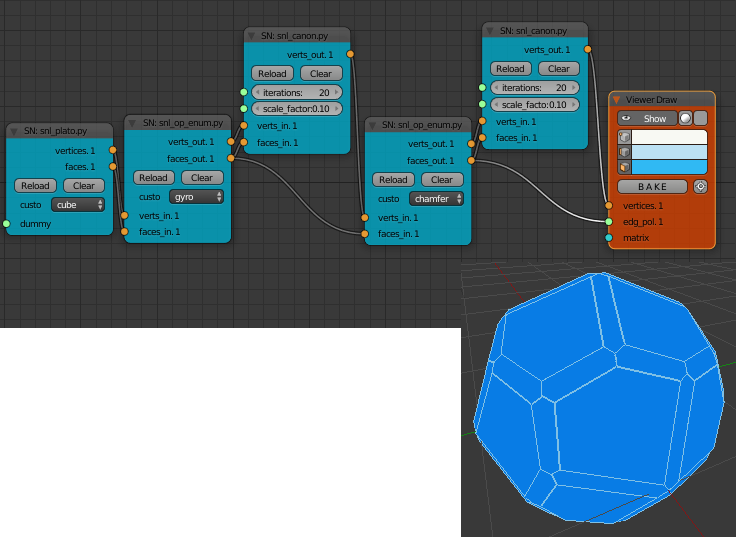 SN: snl_plato.py
vertices. 1
faces. 1
Reload Clear
custo cube
dummy
SN: snl_op_enum.py
verts_out. 1
faces_out. 1
Reload Clear
custo gyro
verts_in. 1
faces_in. 1
SN: snl_canon.py
verts_out. 1
Reload Clear
iterations: 20
scale_factor:0.10
verts_in. 1
faces_in. 1
SN: snl_op_enum.py
verts_out. 1
faces_out. 1
Reload Clear
custo chamfer
verts_in. 1
faces_in. 1
SN: snl_canon.py
verts_out. 1
Reload Clear
iterations: 20
scale_facto:0.10
verts_in. 1
faces_in. 1
Viewer Draw
Show
BAKE
vertices. 1
edg_pol. 1
matrix